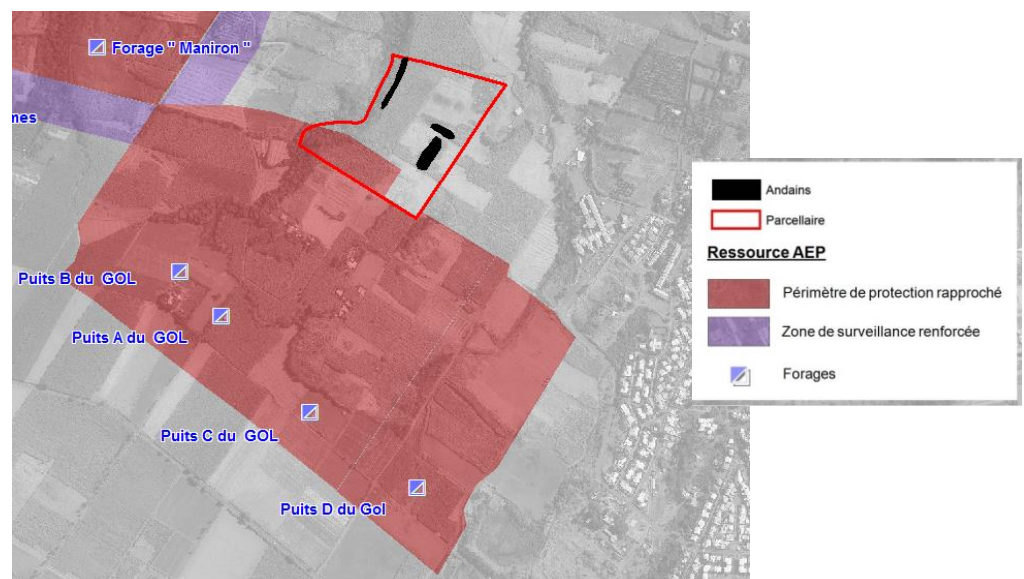 Forage " Maniron "
mes
Puits B du GOL
Puits A du GOL
Puits C du GOL
Puits D du Gol
Andains
Parcellaire
Ressource AEP
Périmètre de protection rapproché
Zone de surveillance renforcée
Forages